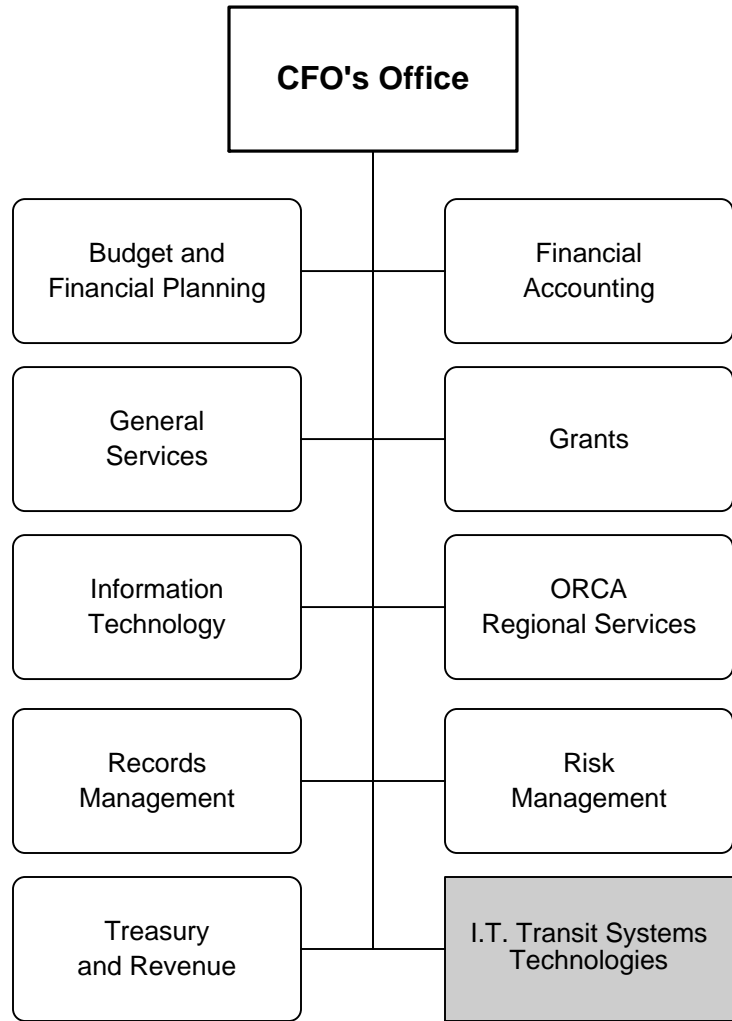 CFO's Office
Budget and
Financial Planning
Financial
Accounting
General
Services
Grants
Information
Technology
ORCA
Regional Services
Records
Management
Risk
Management
Treasury
and Revenue
I.T. Transit Systems
Technologies